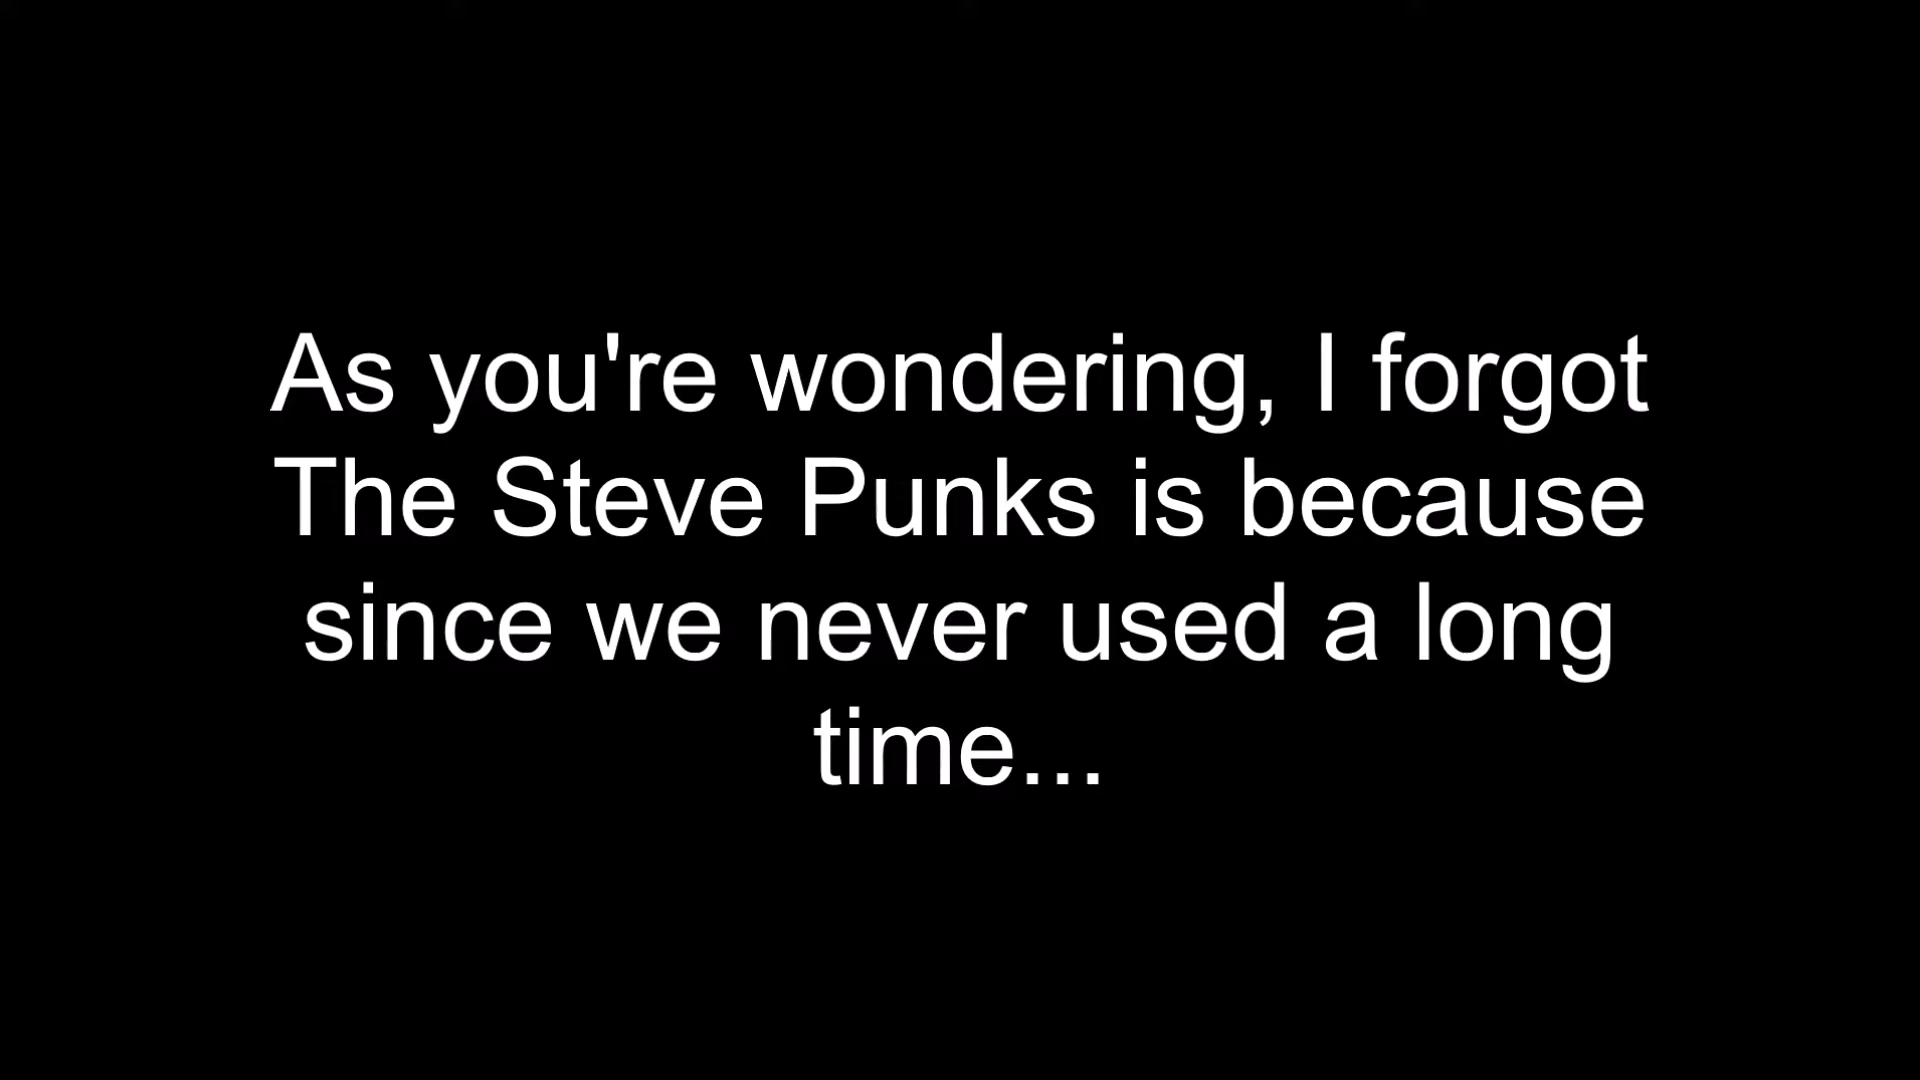 As you're wondering, I forgot
The Steve Punks is because
since we never used a long
time...